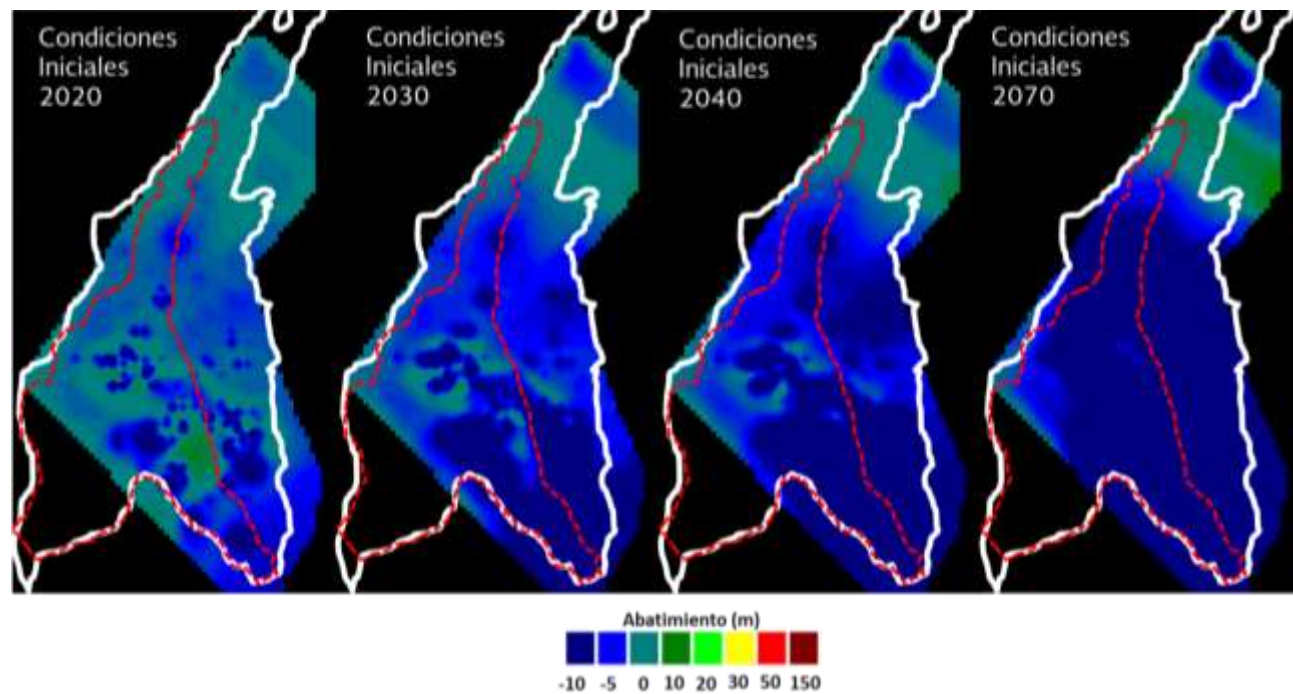 Condiciones
Iniciales
2020
Condiciones
Iniciales
2030
Condiciones
Iniciales
2040
Condiciones
Iniciales
2070
Abatimiento (m)
-10 -5 0 10 20 30 50 150